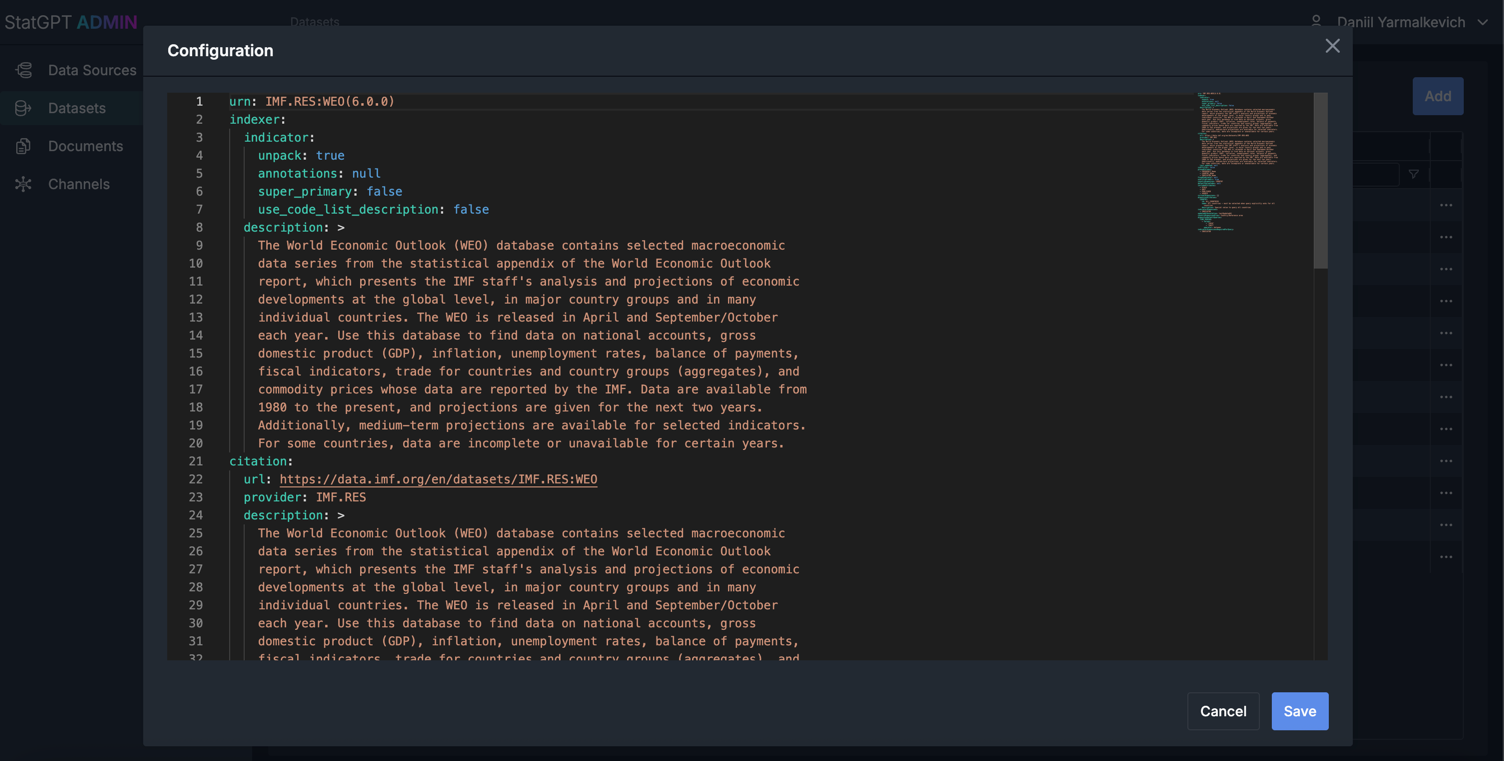 StatGPT ADMIN
Datasets
Daniil Yarmalkevich
Data Sources
Datasets
Documents
Channels
Add
Configuration
1 urn: IMF.RES:WEO(6.0.0)
2 indexer:
3 indicator:
4 unpack: true
5 annotations: null
6 super_primary: false
7 use_code_list_description: false
8 description: >
9 The World Economic Outlook (WEO) database contains selected macroeconomic
10 data series from the statistical appendix of the World Economic Outlook
11 report, which presents the IMF staff's analysis and projections of economic
12 developments at the global level, in major country groups and in many
13 individual countries. The WEO is released in April and September/October
14 each year. Use this database to find data on national accounts, gross
15 domestic product (GDP), inflation, unemployment rates, balance of payments,
16 fiscal indicators, trade for countries and country groups (aggregates), and
17 commodity prices whose data are reported by the IMF. Data are available from
18 1980 to the present, and projections are given for the next two years.
19 Additionally, medium-term projections are available for selected indicators.
20 For some countries, data are incomplete or unavailable for certain years.
21 citation:
22 url: https://data.imf.org/en/datasets/IMF.RES:WEO
23 provider: IMF.RES
24 description: >
25 The World Economic Outlook (WEO) database contains selected macroeconomic
26 data series from the statistical appendix of the World Economic Outlook
27 report, which presents the IMF staff's analysis and projections of economic
28 developments at the global level, in major country groups and in many
29 individual countries. The WEO is released in April and September/October
30 each year. Use this database to find data on national accounts, gross
31 domestic product (GDP), inflation, unemployment rates, balance of payments,
32 fiscal indicators, trade for countries and country groups (aggregates), and
Cancel
Save